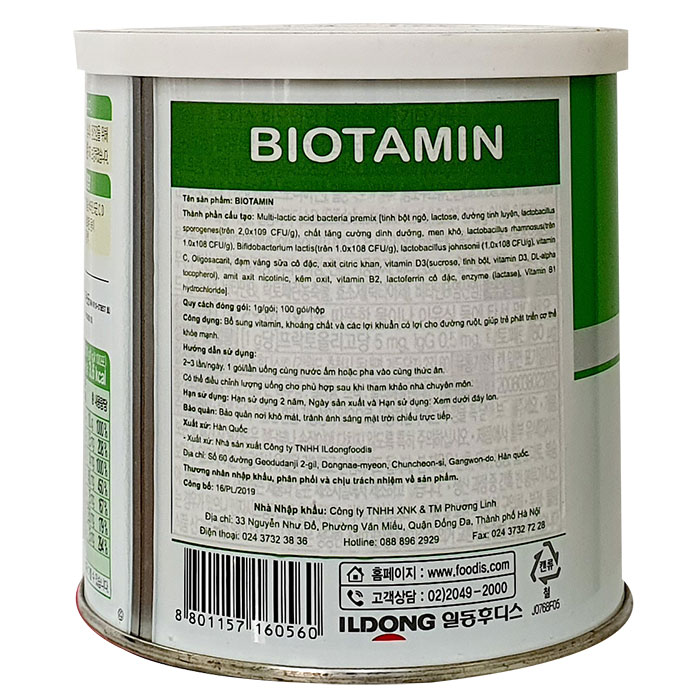 BIOTAMIN
Tên sản phẩm: BIOTAMIN
Thành phần cấu tạo: Multi-lactic acid bacteria premix [tinh bột ngô, lactose, đường tinh luyện, lactobacillus
sporogenes(trên 2,0x109 CFU/g), chất tăng cường dinh dưỡng, men khô, lactobacillus rhamnosus(trên
1.0x108 CFU/g), Bifidobacterium lactis(trên 1.0x108 CFU/g), lactobacillus johnsonii (1.0x108 CFU/g), vitamin
C, Oligosacarit, đạm váng sữa cô đặc, axit citric khan, vitamin D3(sucrose, tinh bột, vitamin D3, DL-alpha
tocopherol), amit axit nicotinic, kẽm oxit, vitamin B2, lactoferrin cô đặc, enzyme (lactase), Vitamin B1
hydrochloride]
Quy cách đóng gói: 1g/gói; 100 gói/hộp
Công dụng: Bổ sung vitamin, khoáng chất và các lợi khuẩn có lợi cho đường ruột, giúp trẻ phát triển cơ thể
khỏe mạnh.
Hướng dẫn sử dụng:
2-3 lần/ngày, 1 gói/lần uống cùng nước ấm hoặc pha vào cùng thức ăn.
Có thể điều chỉnh lượng uống cho phù hợp sau khi tham khảo nhà chuyên môn.
Hạn sử dụng: Hạn sử dụng 2 năm, Ngày sản xuất và Hạn sử dụng: Xem dưới đáy lon.
Bảo quản: Bảo quản nơi khô mát, tránh ánh sáng mặt trời chiếu trực tiếp.
Xuất xứ: Hàn Quốc
- Xuất xứ: Nhà sản xuất Công ty TNHH ILdongfoodis
Địa chỉ: Số 60 đường Geodudanji 2-gil, Dongnae-myeon, Chuncheon-si, Gangwon-do, Hàn quốc.
Thương nhân nhập khẩu, phân phối và chịu trách nhiệm về sản phẩm.
Công bố: 16/PL/2019
Nhà Nhập khẩu: Công ty TNHH XNK & TM Phương Linh
Địa chỉ: 33 Nguyễn Như Đổ, Phường Văn Miếu, Quận Đống Đa, Thành phố Hà Nội
Điện thoại: 024 3732 38 36 Hotline: 088 896 2929 Fax: 024 3732 72 28
8 801157 160560
홈페이지 : www.foodis.com
고객상담 : 02)2049-2000
ILDONG 일동후디스
캔류
철
J076BF05